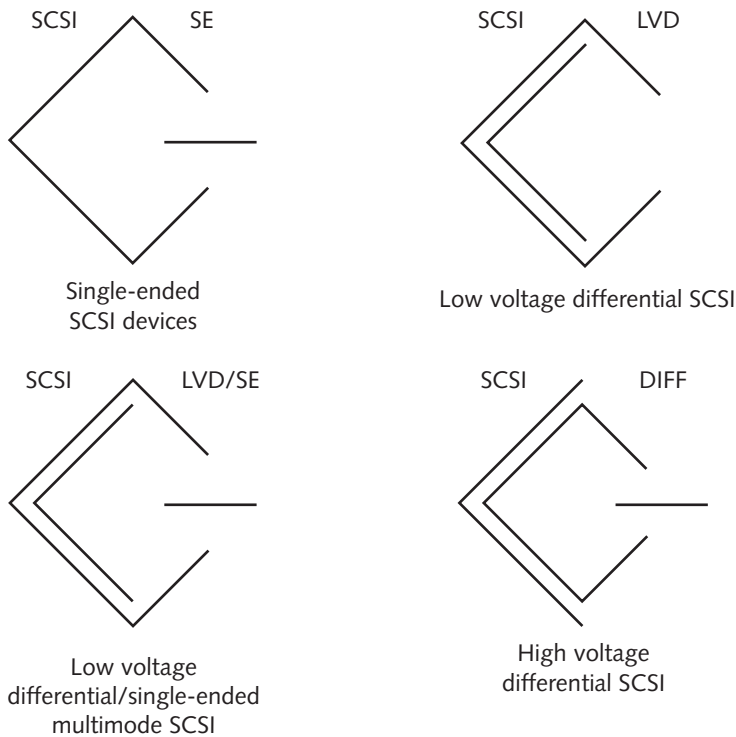 SCSI SE
Single-ended
SCSI devices
SCSI LVD
Low voltage differential SCSI
SCSI LVD/SE
Low voltage
differential/single-ended
multimode SCSI
SCSI DIFF
High voltage
differential SCSI